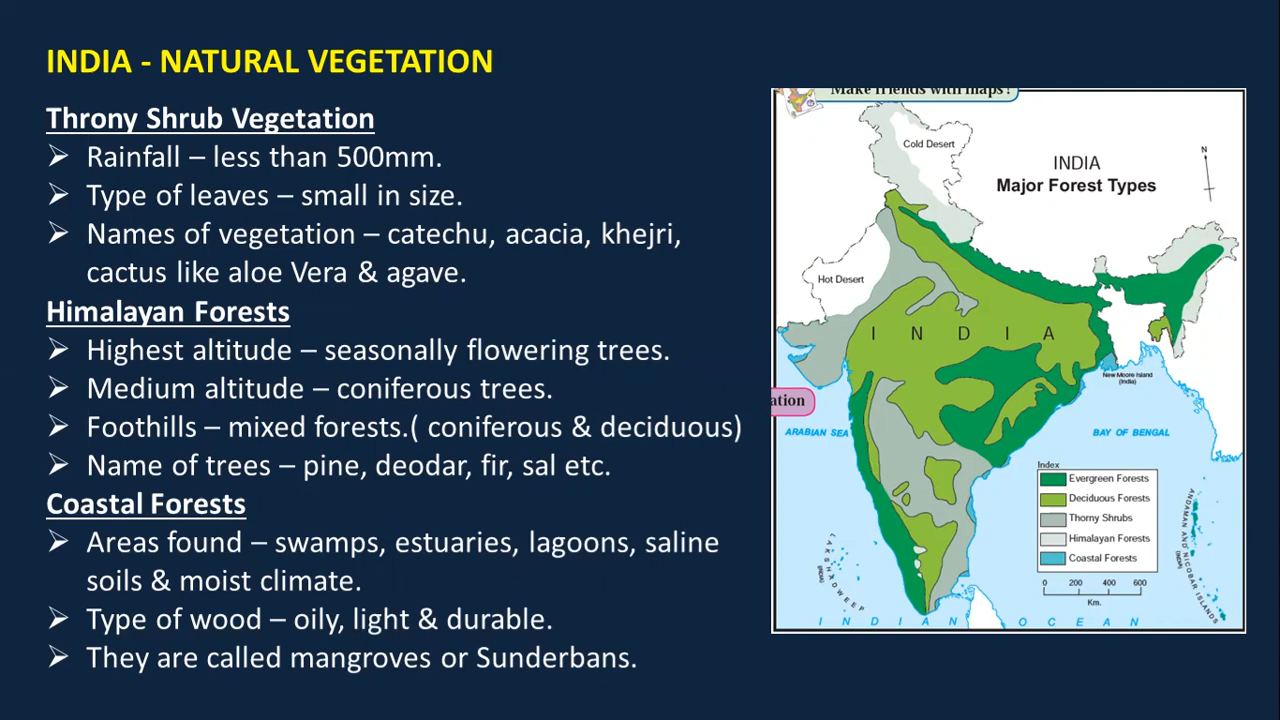 INDIA - NATURAL VEGETATION
Throny Shrub Vegetation
➢ Rainfall – less than 500mm.
➢ Type of leaves – small in size.
➢ Names of vegetation – catechu, acacia, khejri,
cactus like aloe Vera & agave.
Himalayan Forests
➢ Highest altitude – seasonally flowering trees.
➢ Medium altitude – coniferous trees.
➢ Foothills – mixed forests.( coniferous & deciduous)
➢ Name of trees – pine, deodar, fir, sal etc.
Coastal Forests
➢ Areas found – swamps, estuaries, lagoons, saline
soils & moist climate.
➢ Type of wood – oily, light & durable.
➢ They are called mangroves or Sunderbans.
Make friends with maps!
Cold Desert
INDIA
Major Forest Types
N
Hot Desert
I N D I A
New Moore Island
(India)
ation
ARABIAN SEA
BAY OF BENGAL
Index
Evergreen Forests
Deciduous Forests
Thorny Shrubs
Himalayan Forests
Coastal Forests
0 200 400 600
Km.
LAKSHADWEEP
(INDIA)
ANDAMAN AND NICOBAR ISLANDS
(INDIA)
I N D I A N O C E A N